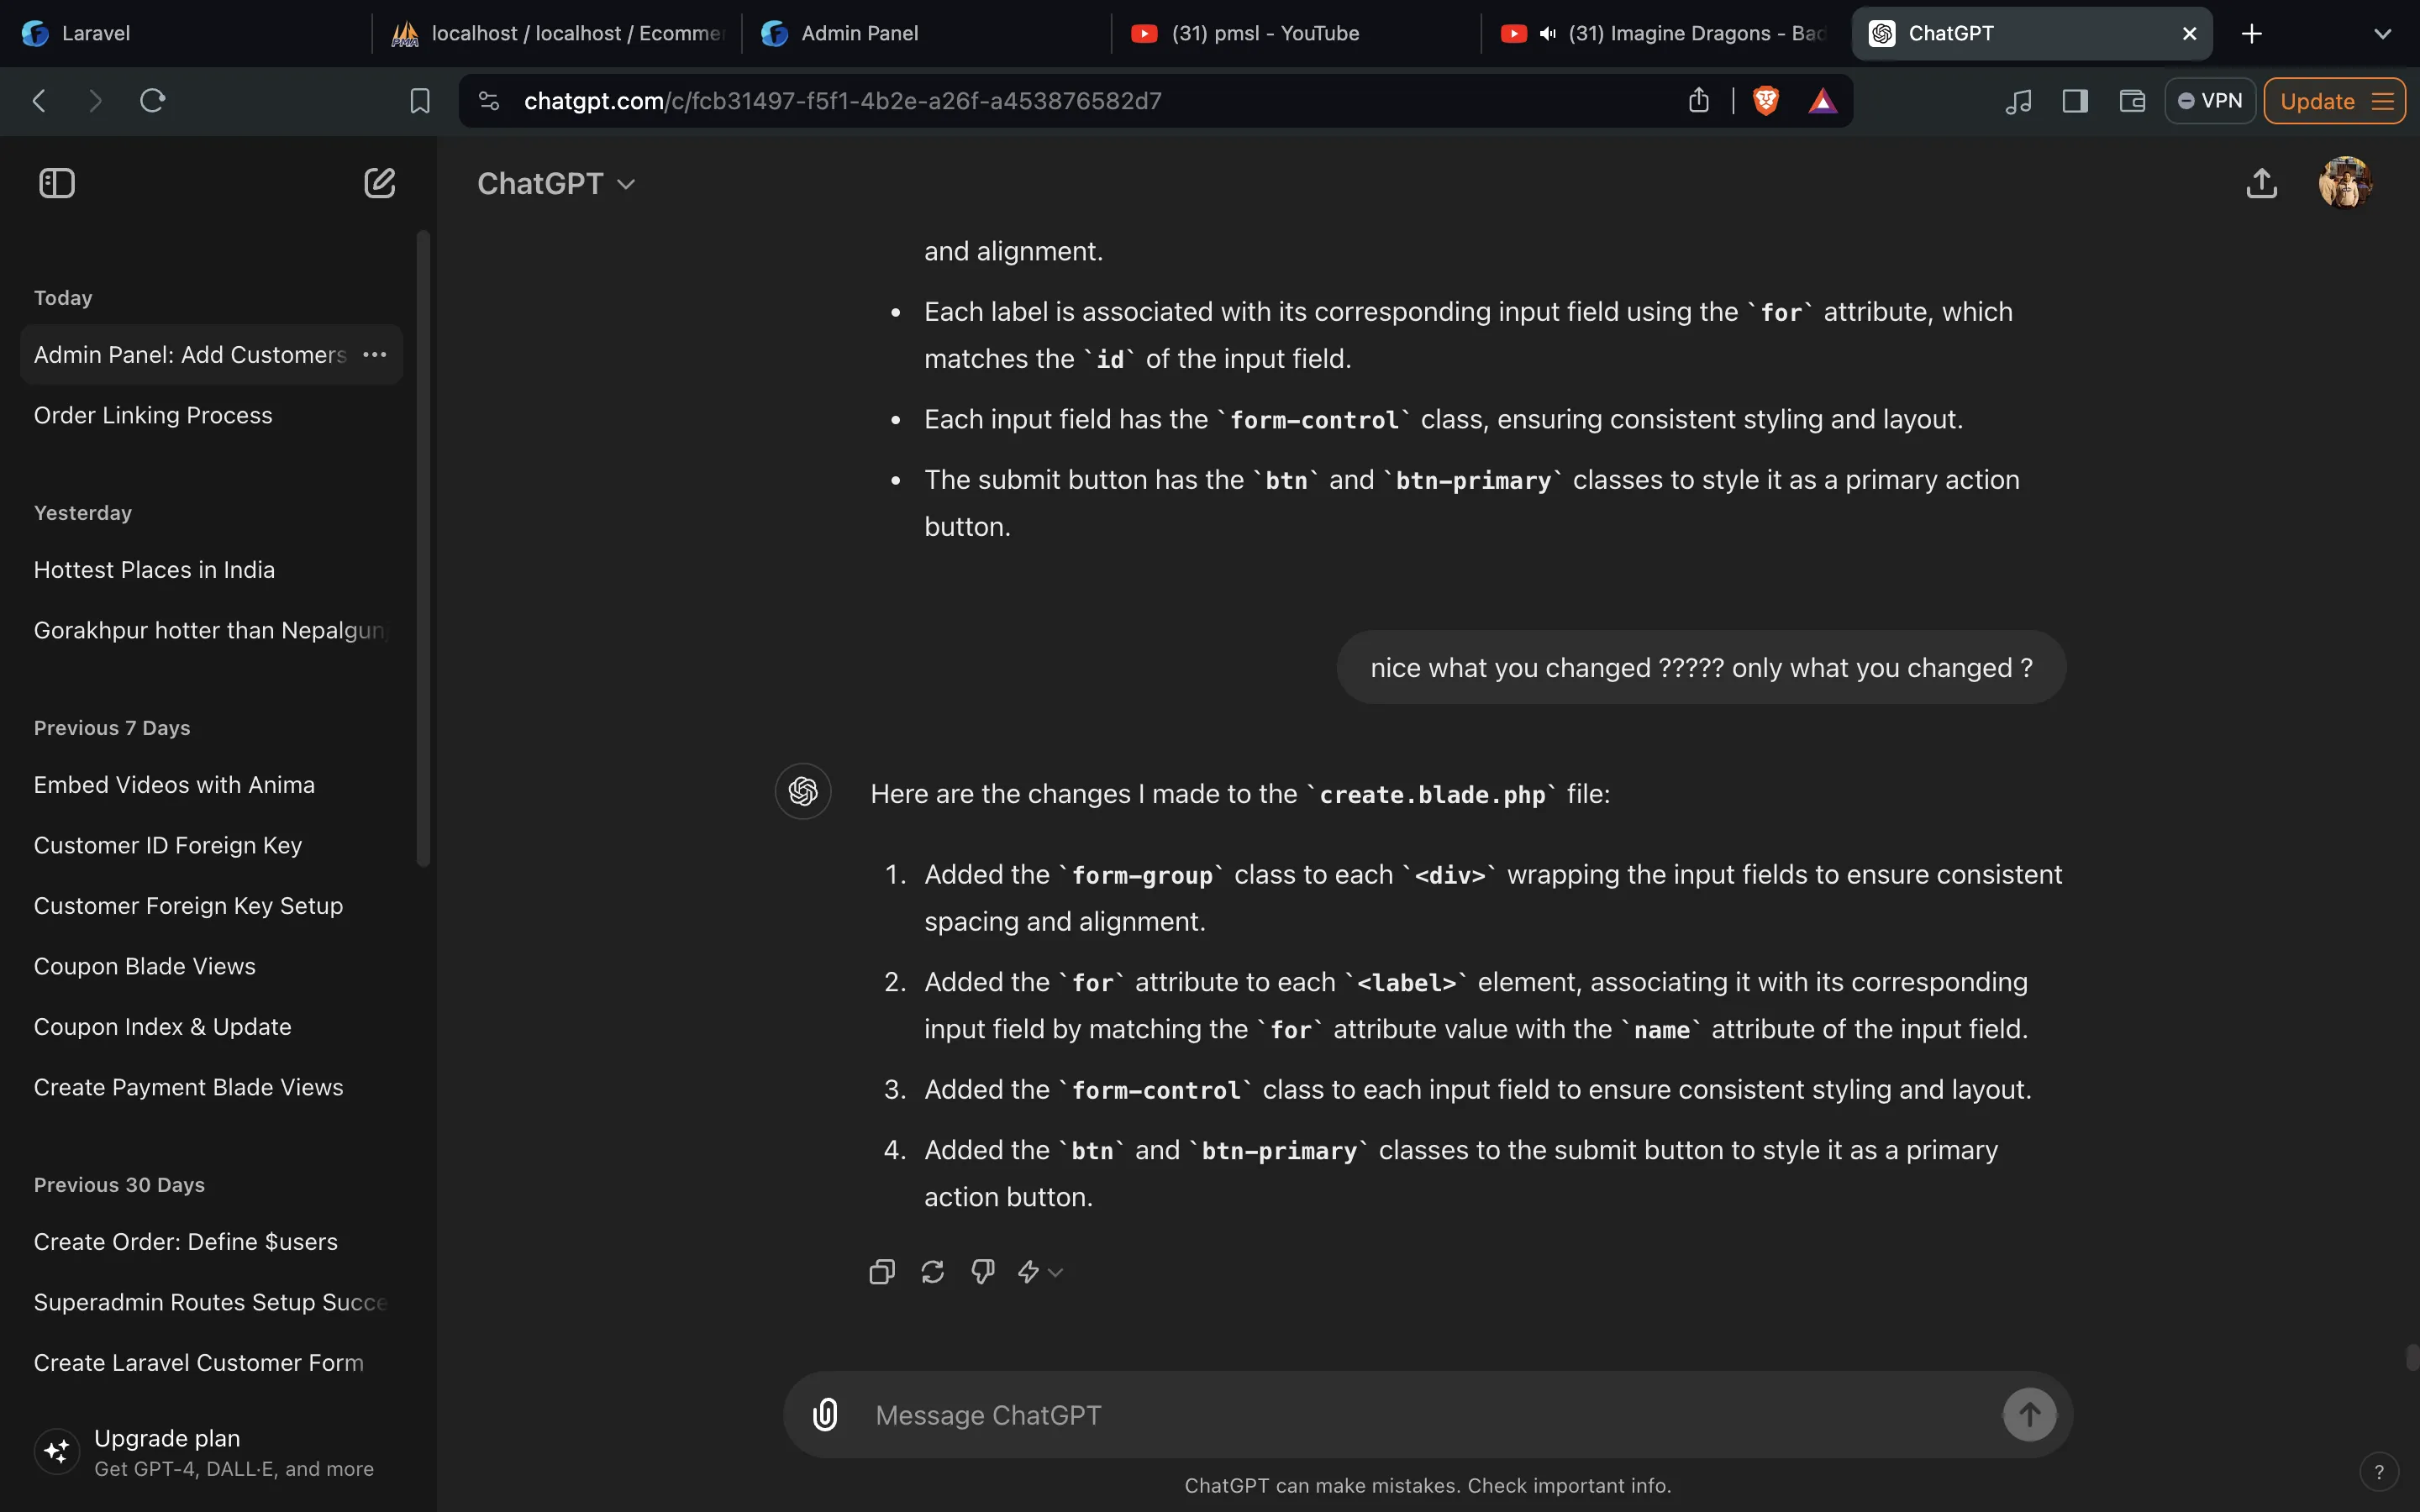 Laravel
localhost / localhost / Ecomme
Admin Panel
(31) pmsl - YouTube
(31) Imagine Dragons - Bad
ChatGPT
chatgpt.com/c/fcb31497-f5f1-4b2e-a26f-a453876582d7
VPN
Update
ChatGPT
Today
Admin Panel: Add Customers
Order Linking Process
Yesterday
Hottest Places in India
Gorakhpur hotter than Nepalgunj
Previous 7 Days
Embed Videos with Anima
Customer ID Foreign Key
Customer Foreign Key Setup
Coupon Blade Views
Coupon Index & Update
Create Payment Blade Views
Previous 30 Days
Create Order: Define $users
Superadmin Routes Setup Succe
Create Laravel Customer Form
Upgrade plan
Get GPT-4, DALL·E, and more
and alignment.
• Each label is associated with its corresponding input field using the `for` attribute, which
matches the `id` of the input field.
• Each input field has the `form-control` class, ensuring consistent styling and layout.
• The submit button has the `btn` and `btn-primary` classes to style it as a primary action
button.
nice what you changed ????? only what you changed ?
Here are the changes I made to the `create.blade.php` file:
1. Added the `form-group` class to each `<div>` wrapping the input fields to ensure consistent
spacing and alignment.
2. Added the `for` attribute to each `<label>` element, associating it with its corresponding
input field by matching the `for` attribute value with the `name` attribute of the input field.
3. Added the `form-control` class to each input field to ensure consistent styling and layout.
4. Added the `btn` and `btn-primary` classes to the submit button to style it as a primary
action button.
Message ChatGPT
ChatGPT can make mistakes. Check important info.
?